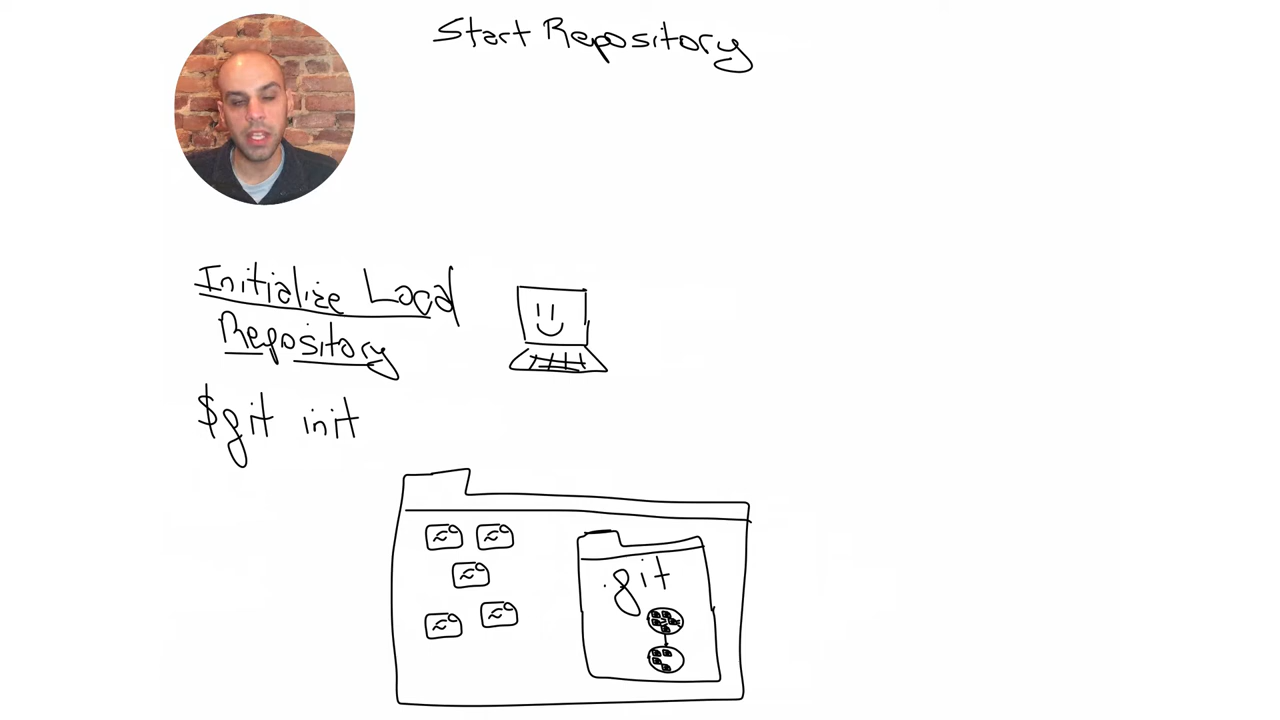 Start Repository
Initialize Local
Repository
$git init
.git